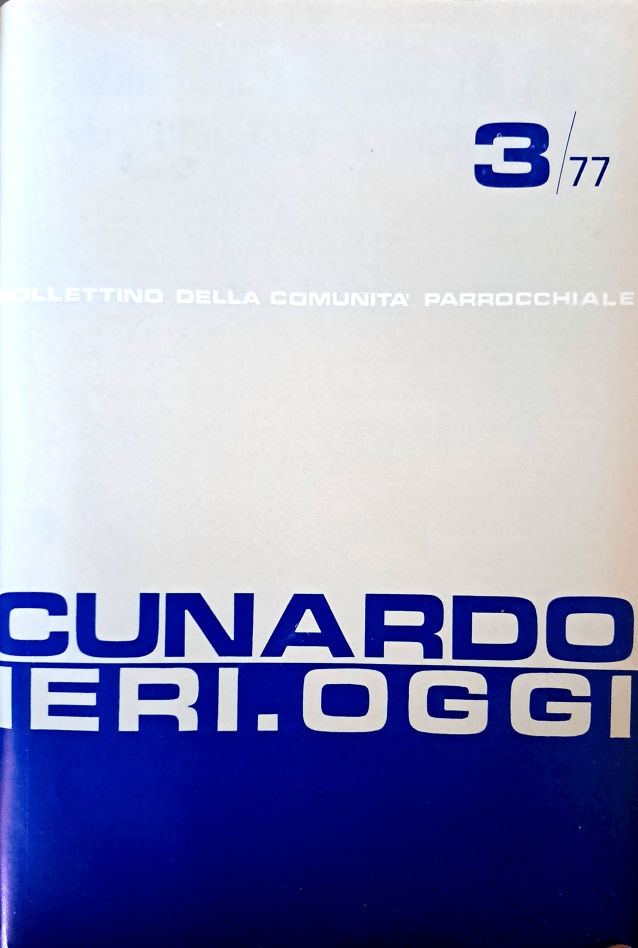 3/77
BOLLETTINO DELLA COMUNITA' PARROCCHIALE
CUNARDO
IERI.OGGI